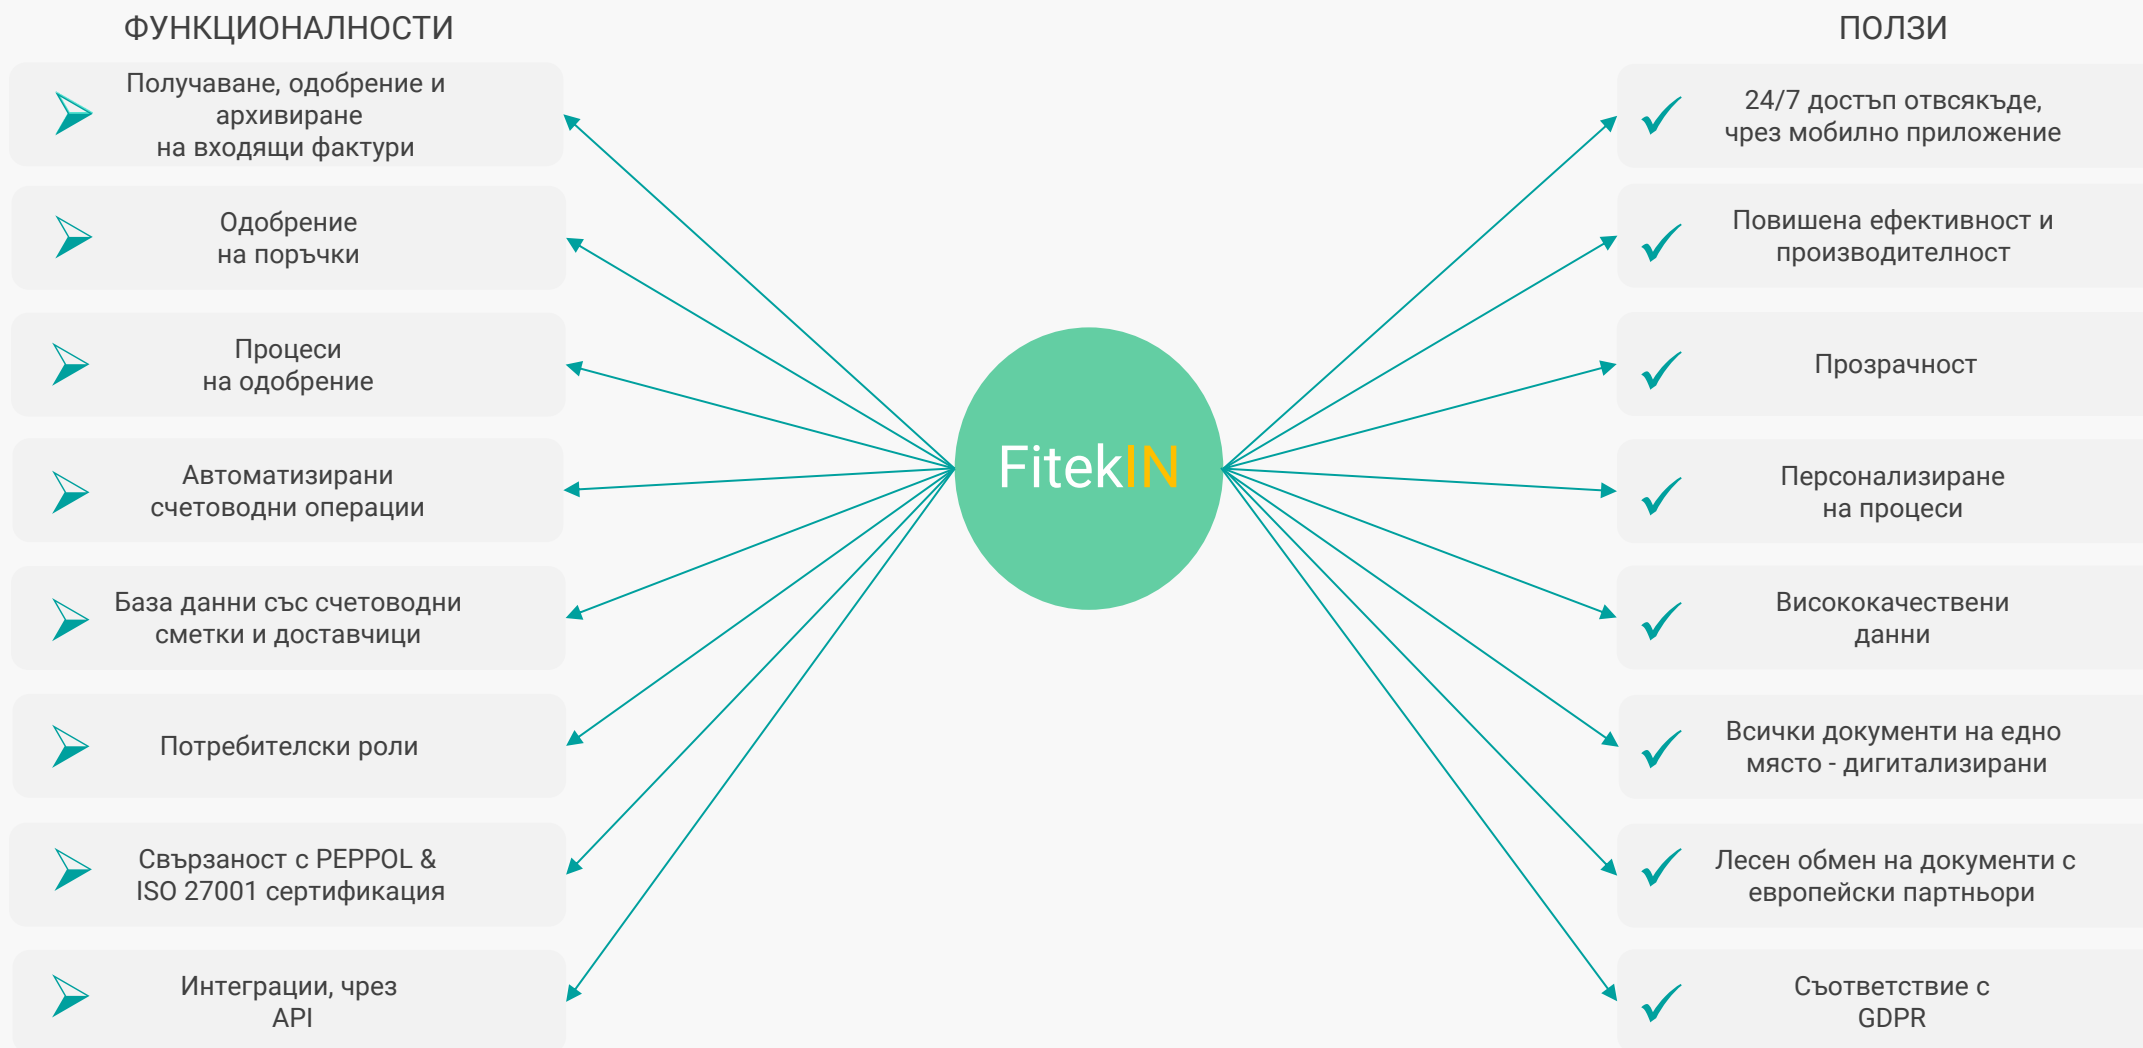 ФУНКЦИОНАЛНОСТИ
Получаване, одобрение и
архивиране
на входящи фактури
Одобрение
на поръчки
Процеси
на одобрение
Автоматизирани
счетоводни операции
База данни със счетоводни
сметки и доставчици
Потребителски роли
Свързаност с PEPPOL &
ISO 27001 сертификация
Интеграции, чрез
API
FitekIN
ПОЛЗИ
24/7 достъп отвсякъде,
чрез мобилно приложение
Повишена ефективност и
производителност
Прозрачност
Персонализиране
на процеси
Висококачествени
данни
Всички документи на едно
място - дигитализирани
Лесен обмен на документи с
европейски партньори
Съответствие с
GDPR